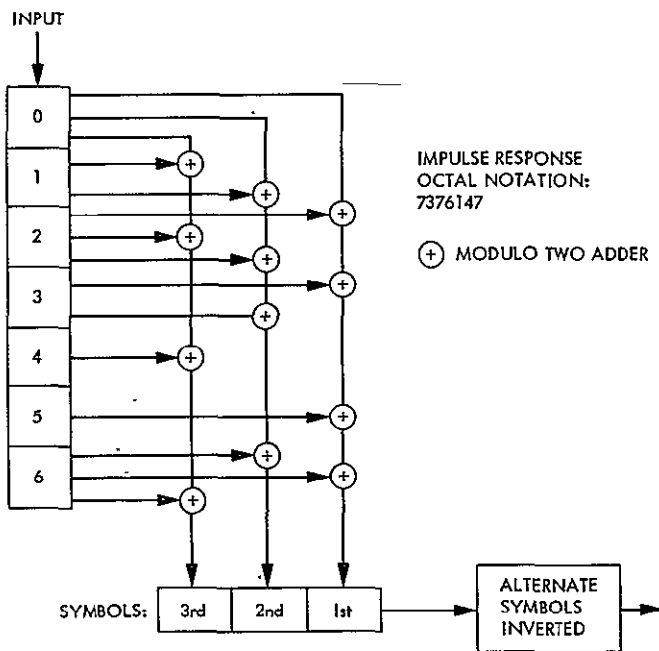 INPUT
0
1
2
3
4
5
6
IMPULSE RESPONSE
OCTAL NOTATION:
7376147
+ MODULO TWO ADDER
SYMBOLS: 3rd 2nd 1st
ALTERNATE
SYMBOLS
INVERTED